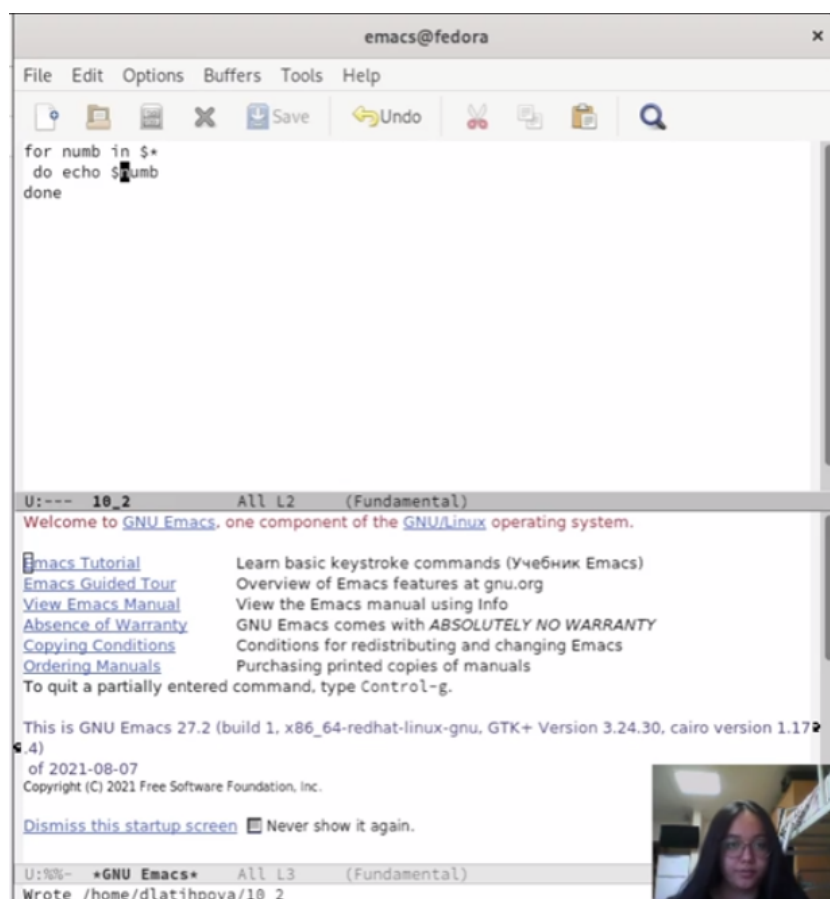 emacs@fedora ×
File Edit Options Buffers Tools Help
Save Undo
for numb in $*
do echo $numb
done
U:--- 10_2 All L2 (Fundamental)
Welcome to GNU Emacs, one component of the GNU/Linux operating system.
Emacs Tutorial Learn basic keystroke commands (Учебник Emacs)
Emacs Guided Tour Overview of Emacs features at gnu.org
View Emacs Manual View the Emacs manual using Info
Absence of Warranty GNU Emacs comes with ABSOLUTELY NO WARRANTY
Copying Conditions Conditions for redistributing and changing Emacs
Ordering Manuals Purchasing printed copies of manuals
To quit a partially entered command, type Control-g.
This is GNU Emacs 27.2 (build 1, x86_64-redhat-linux-gnu, GTK+ Version 3.24.30, cairo version 1.17
.4)
of 2021-08-07
Copyright (C) 2021 Free Software Foundation, Inc.
Dismiss this startup screen Never show it again.
U:%%- *GNU Emacs* All L3 (Fundamental)
Wrote /home/dlatihpova/10_2